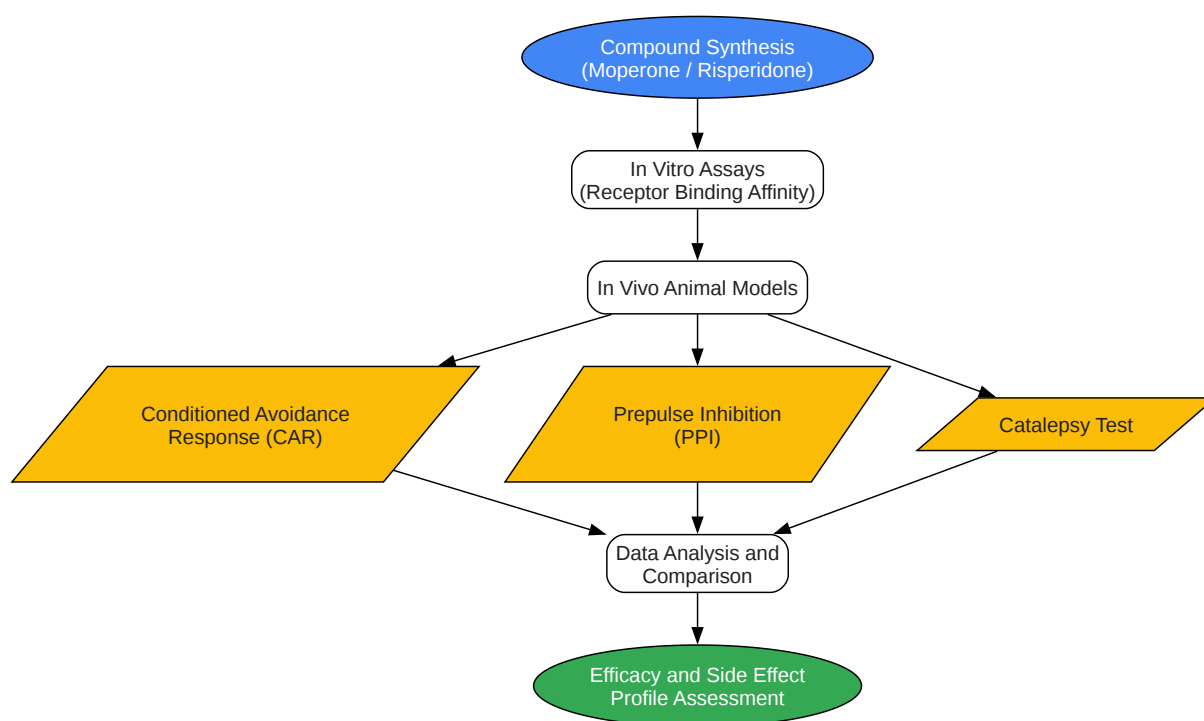 Compound Synthesis
(Moperone / Risperidone)
In Vitro Assays
(Receptor Binding Affinity)
In Vivo Animal Models
Conditioned Avoidance
Response (CAR)
Prepulse Inhibition
(PPI)
Catalepsy Test
Data Analysis and
Comparison
Efficacy and Side Effect
Profile Assessment